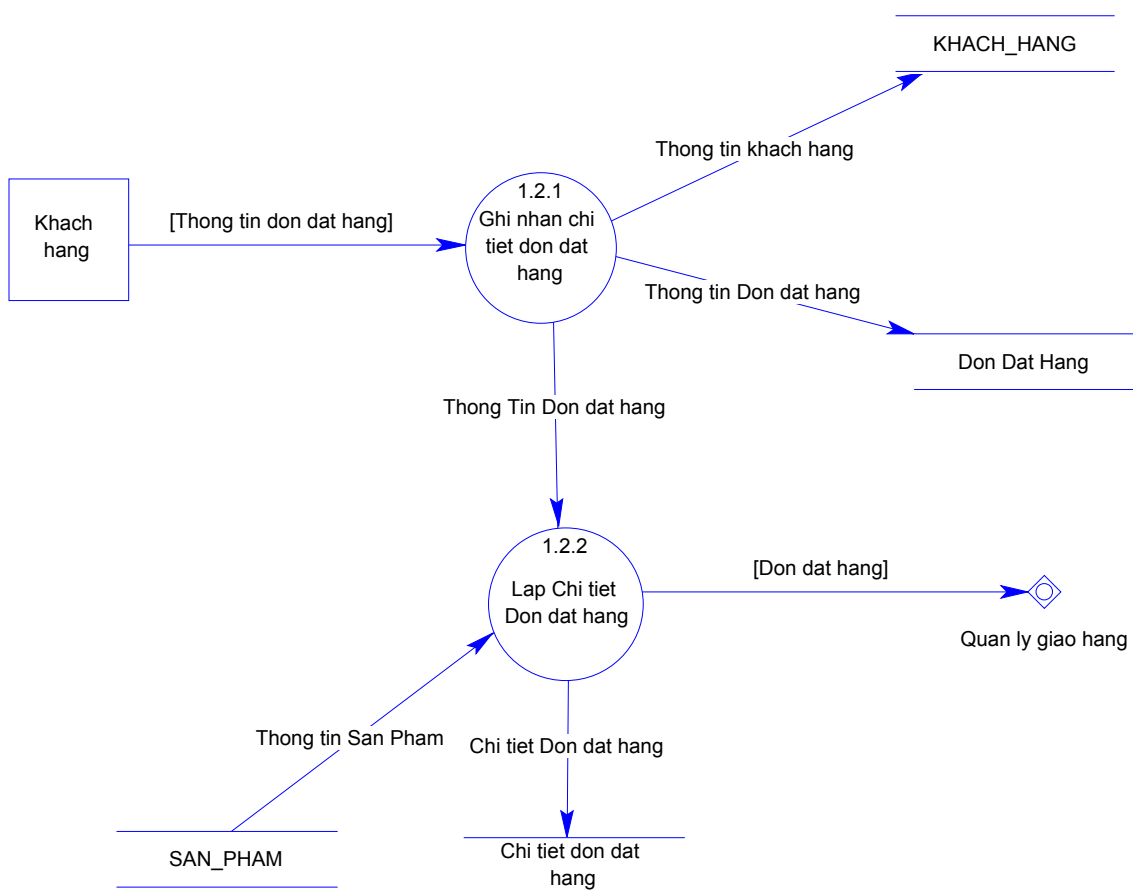 KHACH_HANG
Thong tin khach hang
1.2.1
Ghi nhan chi
tiet don dat
hang
Khach
hang
[Thong tin don dat hang]
Thong tin Don dat hang
Don Dat Hang
Thong Tin Don dat hang
1.2.2
Lap Chi tiet
Don dat hang
[Don dat hang]
Quan ly giao hang
Thong tin San Pham
Chi tiet Don dat hang
SAN_PHAM
Chi tiet don dat
hang